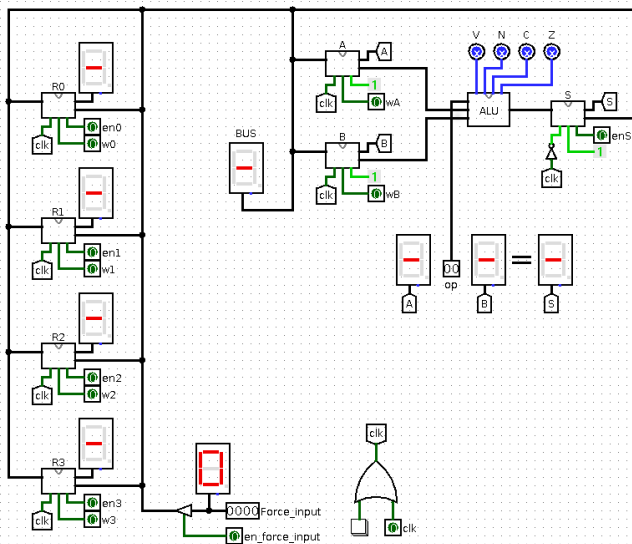 V N C Z
A
A
R0
clk
1
wA
ALU
S
S
en0
w0
clk
BUS
B
B
clk
1
wB
enS
1
clk
R1
clk
en1
w1
00
op
A
B
S
R2
clk
en2
w2
R3
clk
en3
w3
0
0000 Force_input
en_force_input
clk
clk